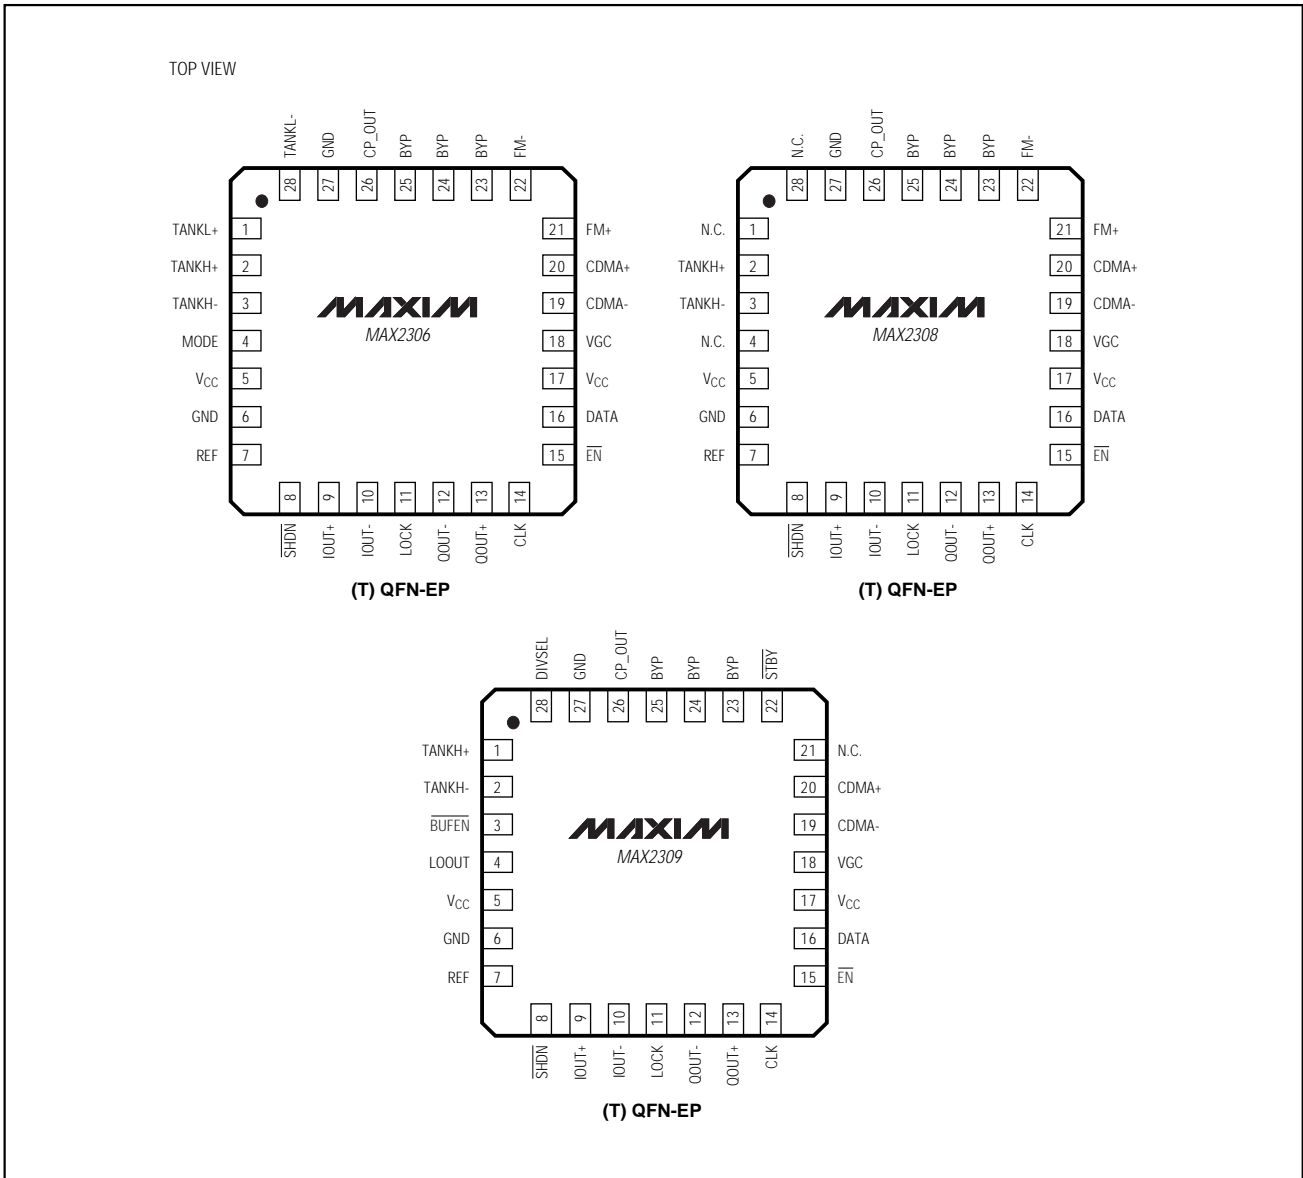 TOP VIEW
TANKL- GND CP_OUT BYP BYP BYP FM-
28 27 26 25 24 23 22
TANKL+ 1 21 FM+
TANKH+ 2 20 CDMA+
TANKH- 3 19 CDMA-
MAXIM
MAX2306
MODE 4 18 VGC
VCC 5 17 VCC
GND 6 16 DATA
REF 7 15 E̅N̅
8 9 10 11 12 13 14
S̅H̅D̅N̅ IOUT+ IOUT- LOCK QOUT- QOUT+ CLK
(T) QFN-EP
N.C. GND CP_OUT BYP BYP BYP FM-
28 27 26 25 24 23 22
N.C. 1 21 FM+
TANKH+ 2 20 CDMA+
TANKH- 3 19 CDMA-
MAXIM
MAX2308
N.C. 4 18 VGC
VCC 5 17 VCC
GND 6 16 DATA
REF 7 15 E̅N̅
8 9 10 11 12 13 14
S̅H̅D̅N̅ IOUT+ IOUT- LOCK QOUT- QOUT+ CLK
(T) QFN-EP
DIVSEL GND CP_OUT BYP BYP BYP S̅T̅B̅Y̅
28 27 26 25 24 23 22
TANKH+ 1 21 N.C.
TANKH- 2 20 CDMA+
B̅U̅F̅E̅N̅ 3 19 CDMA-
MAXIM
MAX2309
LOOUT 4 18 VGC
VCC 5 17 VCC
GND 6 16 DATA
REF 7 15 E̅N̅
8 9 10 11 12 13 14
S̅H̅D̅N̅ IOUT+ IOUT- LOCK QOUT- QOUT+ CLK
(T) QFN-EP